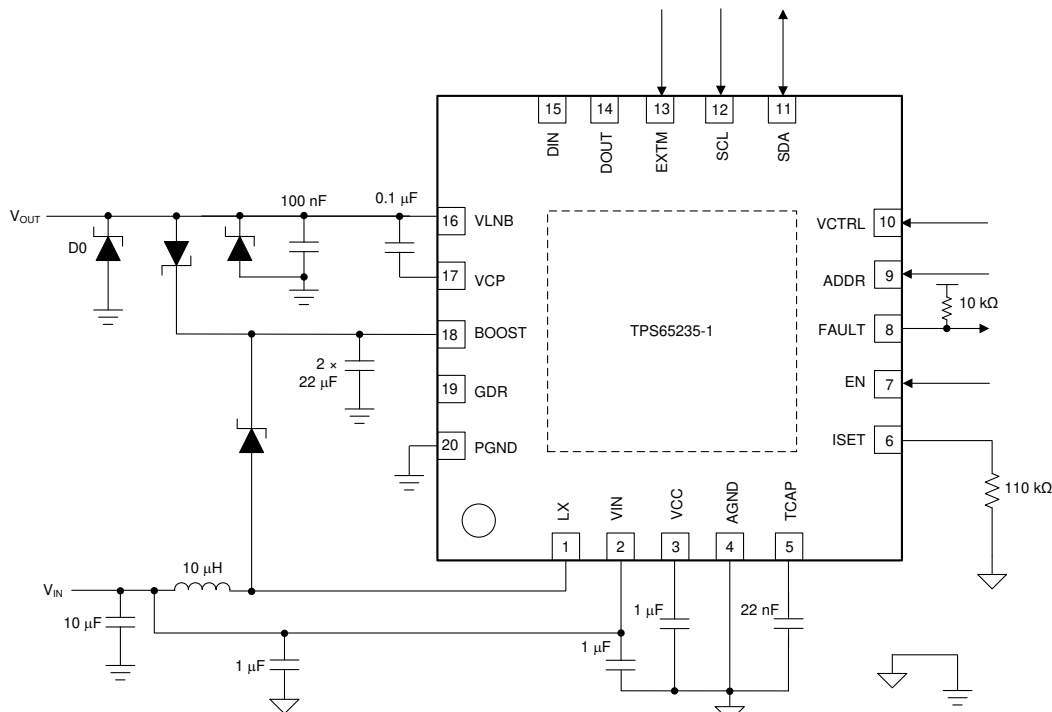 15
14
13
12
11
DIN
DOUT
EXTM
SCL
SDA
VOUT
D0
100 nF
0.1 μF
16
VLNB
17
VCP
18
BOOST
2 ×
22 μF
19
GDR
20
PGND
TPS65235-1
VCTRL
10
ADDR
9
10 kΩ
FAULT
8
EN
7
ISET
6
110 kΩ
LX
VIN
VCC
AGND
TCAP
1
2
3
4
5
VIN
10 μH
10 μF
1 μF
1 μF
1 μF
22 nF